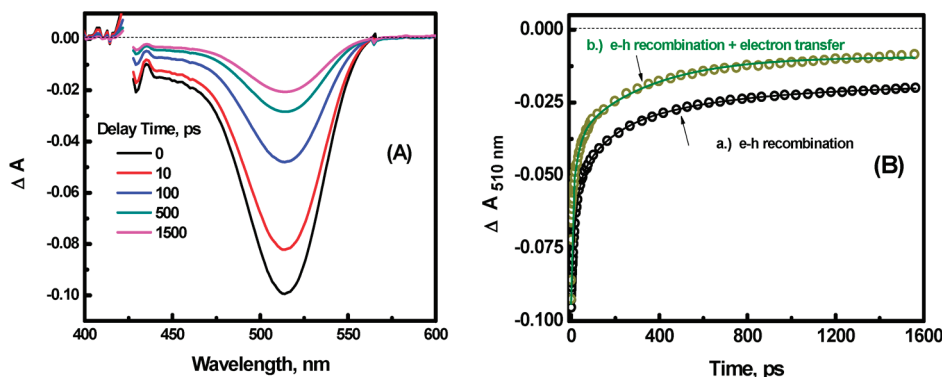 0.00
-0.02
-0.04
-0.06
-0.08
-0.10
Δ A
Delay Time, ps
0
10
100
500
1500
(A)
400
450
500
550
600
Wavelength, nm
0.000
-0.025
-0.050
-0.075
-0.100
Δ A 510 nm
b.) e-h recombination + electron transfer
a.) e-h recombination
(B)
0
400
800
1200
1600
Time, ps